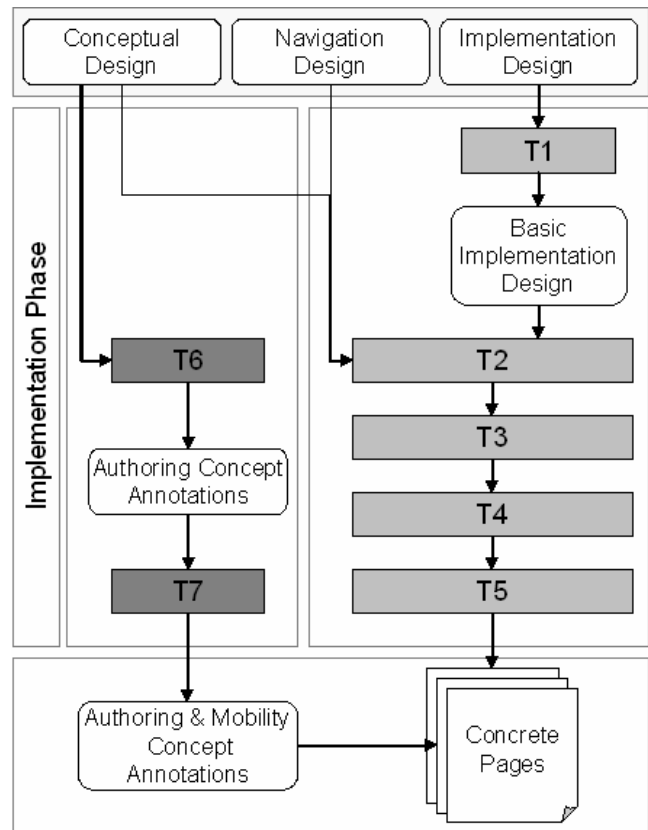 Conceptual
Design
Navigation
Design
Implementation
Design
Implementation Phase
T1
Basic
Implementation
Design
T6
T2
T3
Authoring Concept
Annotations
T4
T7
T5
Authoring & Mobility
Concept
Annotations
Concrete
Pages